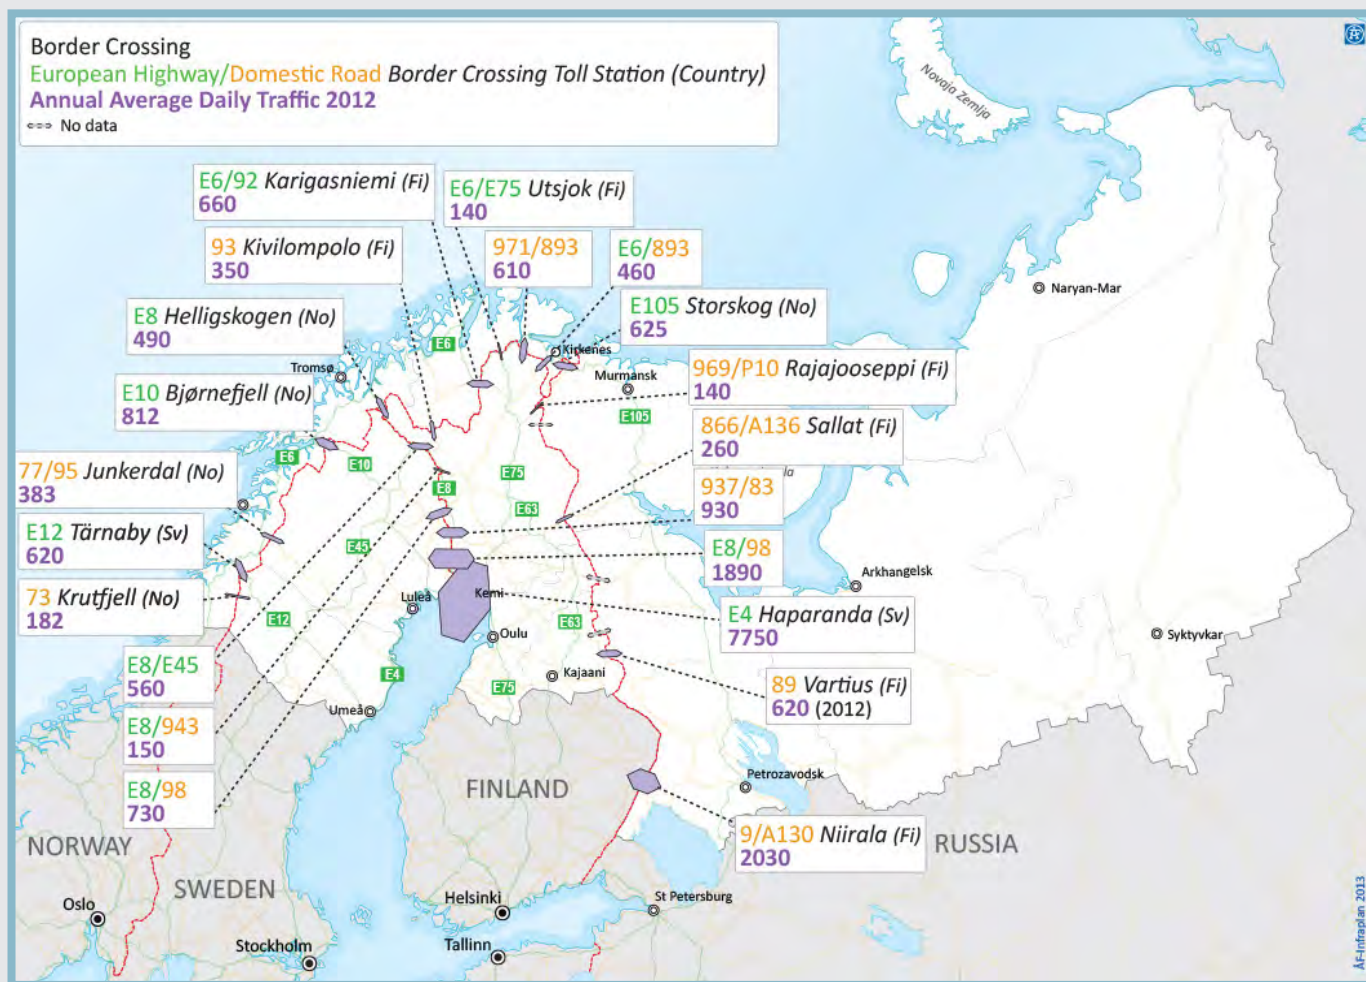 Border Crossing
European Highway/Domestic Road Border Crossing Toll Station (Country)
Annual Average Daily Traffic 2012
No data
Novaja Zemlja
E6/92 Karigasniemi (Fi)
660
E6/E75 Utsjok (Fi)
140
93 Kivilompolo (Fi)
350
971/893
610
E6/893
460
E8 Helligskogen (No)
490
E105 Storskog (No)
625
Naryan-Mar
E6
Kirkenes
Tromsø
Murmansk
969/P10 Rajajooseppi (Fi)
140
E10 Bjørnefjell (No)
812
E105
866/A136 Sallat (Fi)
260
E6
E10
E75
77/95 Junkerdal (No)
383
E8
937/83
930
E63
E12 Tärnaby (Sv)
620
E45
E8/98
1890
Arkhangelsk
73 Krutfjell (No)
182
Luleå
Kemi
E4 Haparanda (Sv)
7750
E12
E63
Oulu
Syktyvkar
E8/E45
560
E4
Kajaani
E75
89 Vartius (Fi)
620 (2012)
Umeå
E8/943
150
E8/98
730
FINLAND
Petrozavodsk
9/A130 Niirala (Fi)
2030
NORWAY
RUSSIA
SWEDEN
Oslo
Helsinki
St Petersburg
Stockholm
Tallinn
ÅF-Infraplan 2013